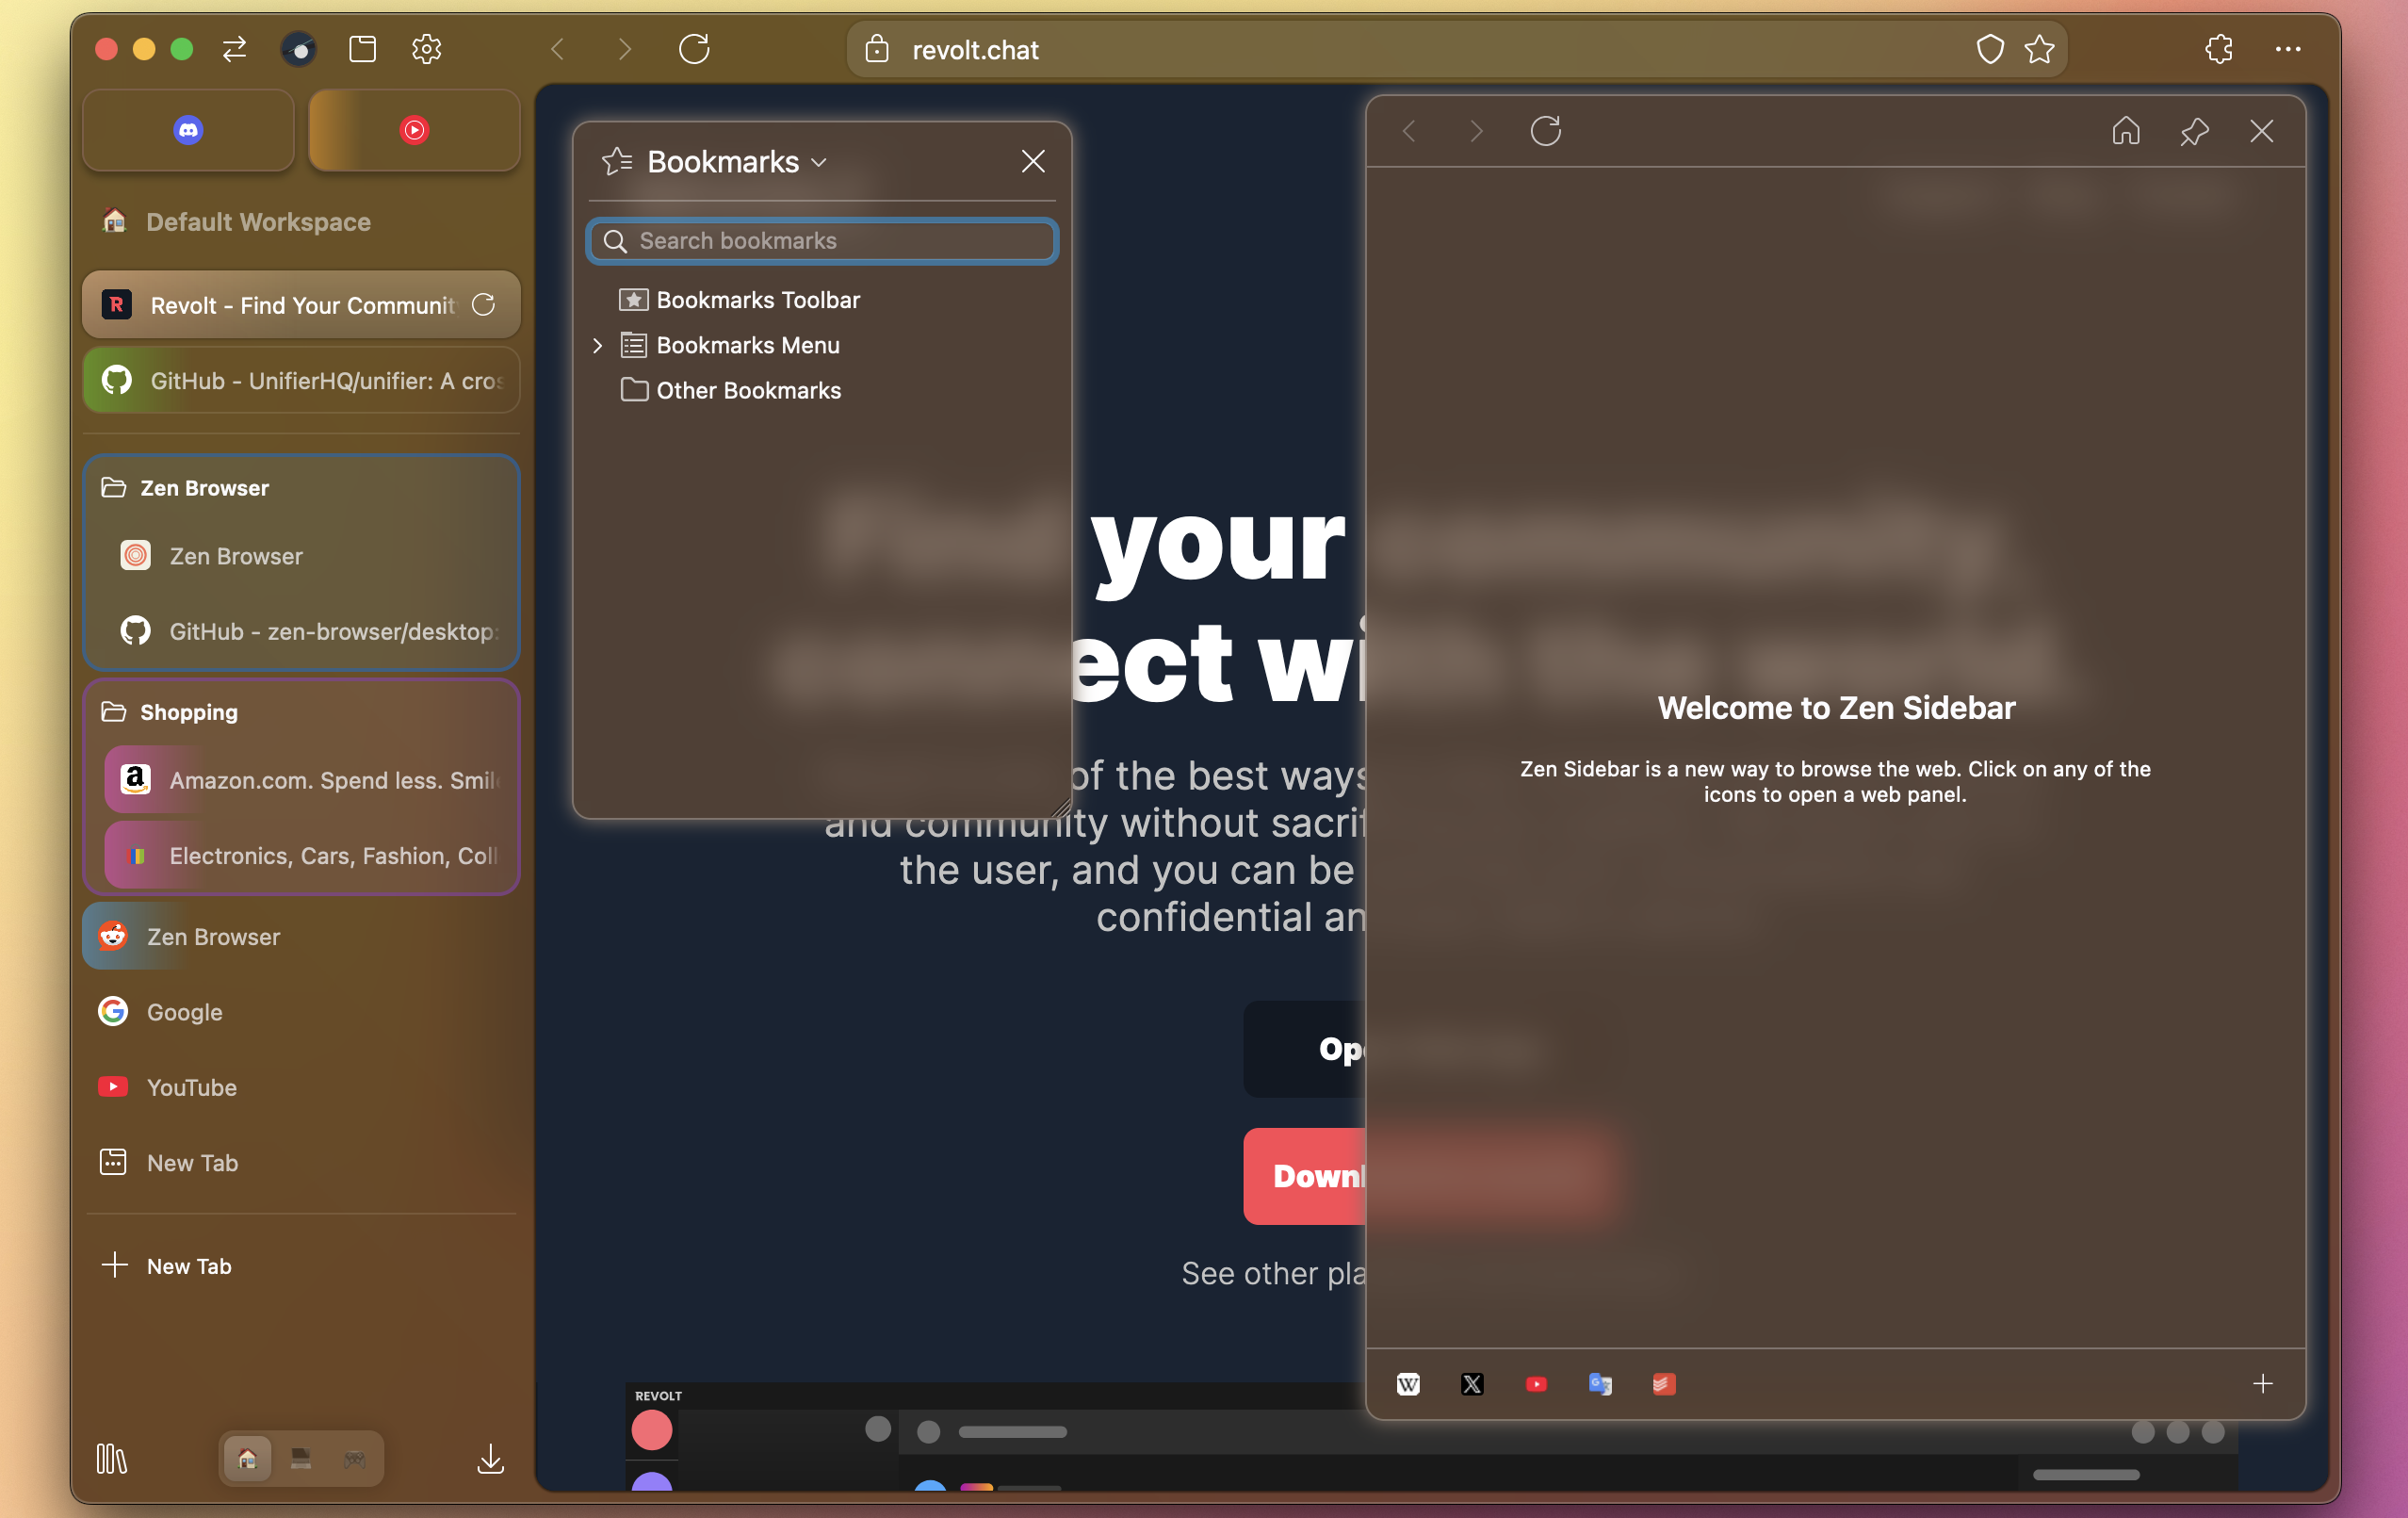 revolt.chat
Default Workspace
Revolt - Find Your Communit
GitHub - UnifierHQ/unifier: A cros
Zen Browser
Zen Browser
GitHub - zen-browser/desktop:
Shopping
Amazon.com. Spend less. Smil
Electronics, Cars, Fashion, Coll
Zen Browser
Google
YouTube
New Tab
New Tab
Bookmarks
Search bookmarks
Bookmarks Toolbar
Bookmarks Menu
Other Bookmarks
your
ect wi
of the best ways
and community without sacrif
the user, and you can be
confidential an
Ope
Downl
See other pla
REVOLT
Welcome to Zen Sidebar
Zen Sidebar is a new way to browse the web. Click on any of the
icons to open a web panel.